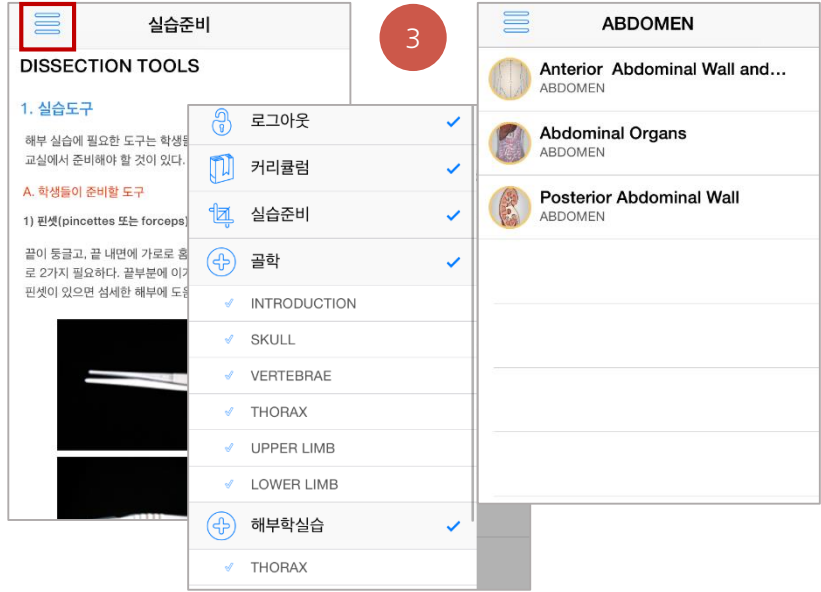 실습준비
DISSECTION TOOLS
1. 실습도구
해부 실습에 필요한 도구는 학생들
교실에서 준비해야 할 것이 있다.
A. 학생들이 준비할 도구
1) 핀셋(pincettes 또는 forceps)
끝이 둥글고, 끝 내면에 가로로 홈
로 2가지 필요하다. 끝부분에 이
핀셋이 있으면 섬세한 해부에 도
로그아웃
커리큘럼
실습준비
골학
INTRODUCTION
SKULL
VERTEBRAE
THORAX
UPPER LIMB
LOWER LIMB
해부학실습
THORAX
3
ABDOMEN
Anterior Abdominal Wall and...
ABDOMEN
Abdominal Organs
ABDOMEN
Posterior Abdominal Wall
ABDOMEN